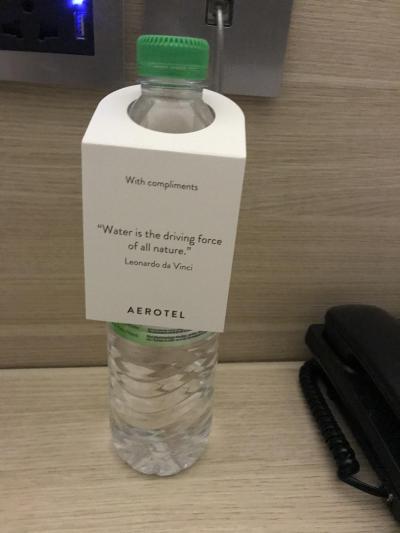 With compliments
“Water is the driving force
of all nature.”
Leonardo da Vinci
AEROTEL